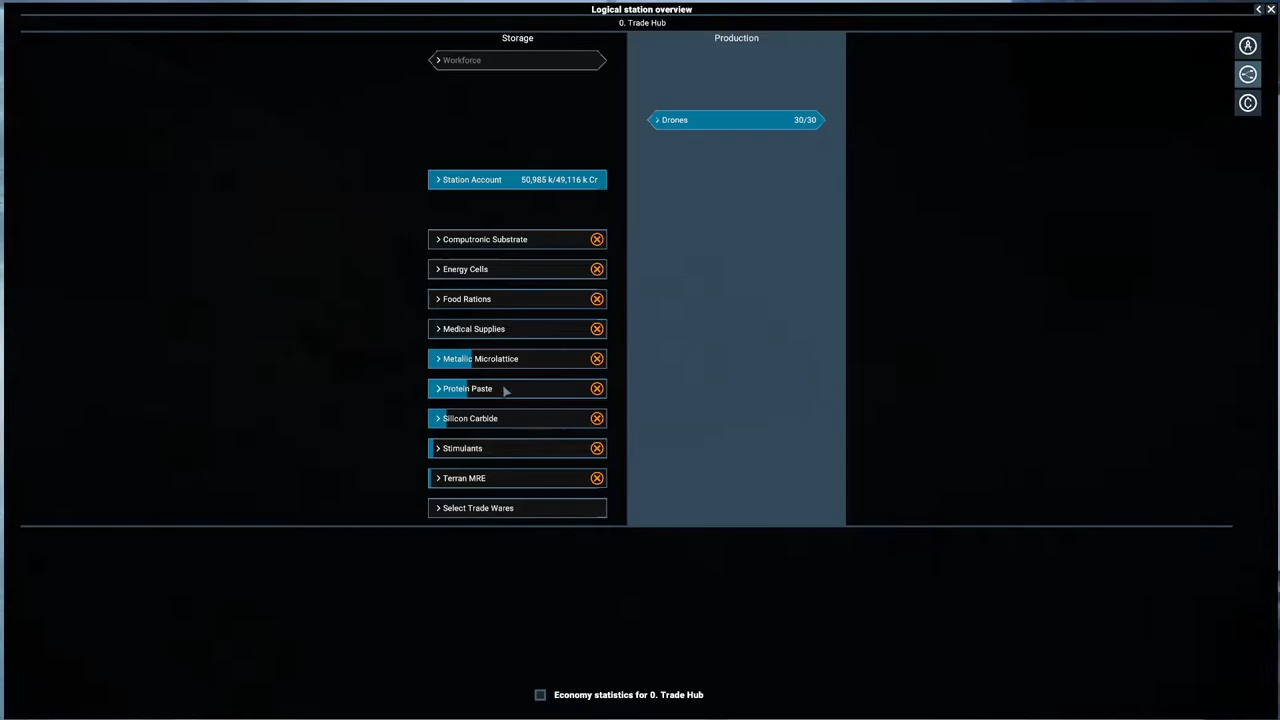 Logical station overview
0. Trade Hub
Storage
Production
Workforce
Drones 30/30
Station Account 50,985 k/49,116 k Cr
Computronic Substrate
Energy Cells
Food Rations
Medical Supplies
Metallic Microlattice
Protein Paste
Silicon Carbide
Stimulants
Terran MRE
Select Trade Wares
Economy statistics for 0. Trade Hub